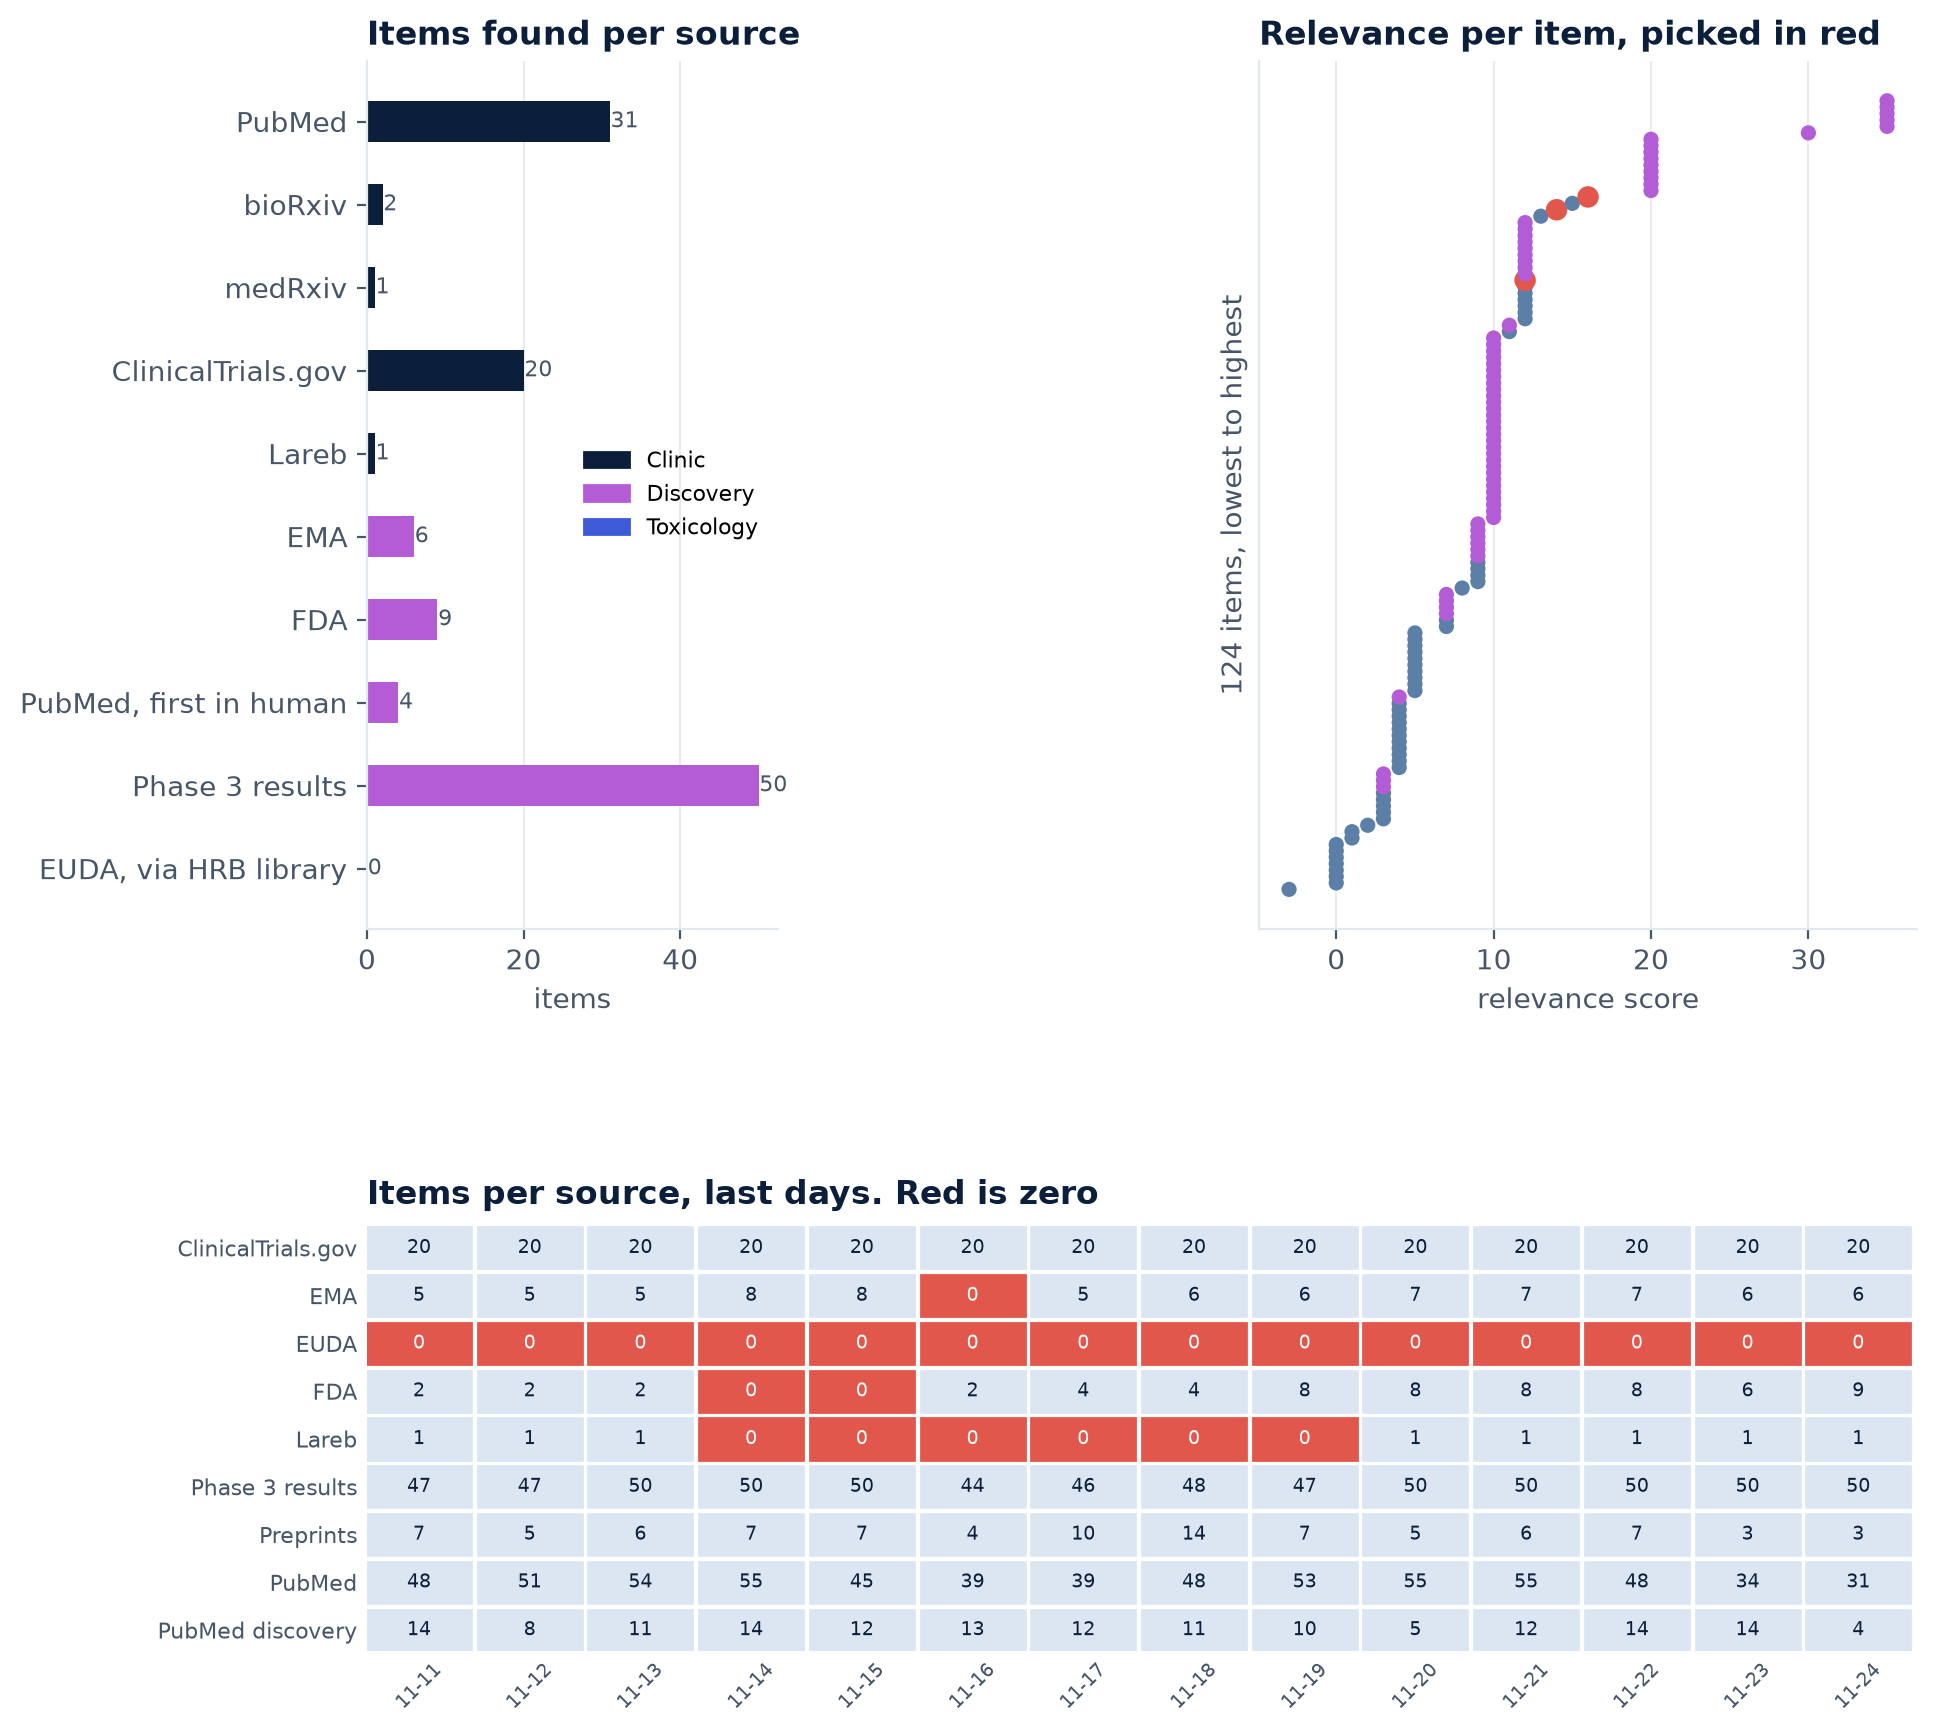 Items found per source
PubMed
31
bioRxiv
2
medRxiv
1
ClinicalTrials.gov
20
Lareb
1
EMA
6
FDA
9
PubMed, first in human
4
Phase 3 results
50
EUDA, via HRB library
0
Clinic
Discovery
Toxicology
0 20 40
items
Relevance per item, picked in red
124 items, lowest to highest
0 10 20 30
relevance score
Items per source, last days. Red is zero
ClinicalTrials.gov 20 20 20 20 20 20 20 20 20 20 20 20 20 20
EMA 5 5 5 8 8 0 5 6 6 7 7 7 6 6
EUDA 0 0 0 0 0 0 0 0 0 0 0 0 0 0
FDA 2 2 2 0 0 2 4 4 8 8 8 8 6 9
Lareb 1 1 1 0 0 0 0 0 0 1 1 1 1 1
Phase 3 results 47 47 50 50 50 44 46 48 47 50 50 50 50 50
Preprints 7 5 6 7 7 4 10 14 7 5 6 7 3 3
PubMed 48 51 54 55 45 39 39 48 53 55 55 48 34 31
PubMed discovery 14 8 11 14 12 13 12 11 10 5 12 14 14 4
11-11 11-12 11-13 11-14 11-15 11-16 11-17 11-18 11-19 11-20 11-21 11-22 11-23 11-24